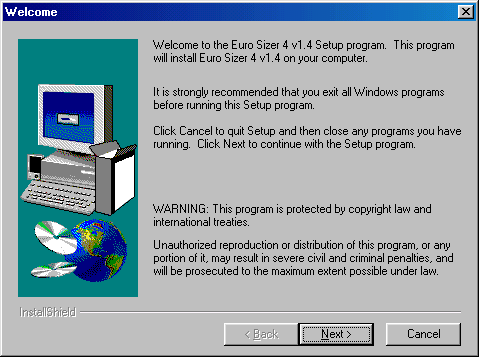 Welcome
Welcome to the Euro Sizer 4 v1.4 Setup program. This program
will install Euro Sizer 4 v1.4 on your computer.
It is strongly recommended that you exit all Windows programs
before running this Setup program.
Click Cancel to quit Setup and then close any programs you have
running. Click Next to continue with the Setup program.
WARNING: This program is protected by copyright law and
international treaties.
Unauthorized reproduction or distribution of this program, or any
portion of it, may result in severe civil and criminal penalties, and
will be prosecuted to the maximum extent possible under law.
InstallShield
< Back Next > Cancel